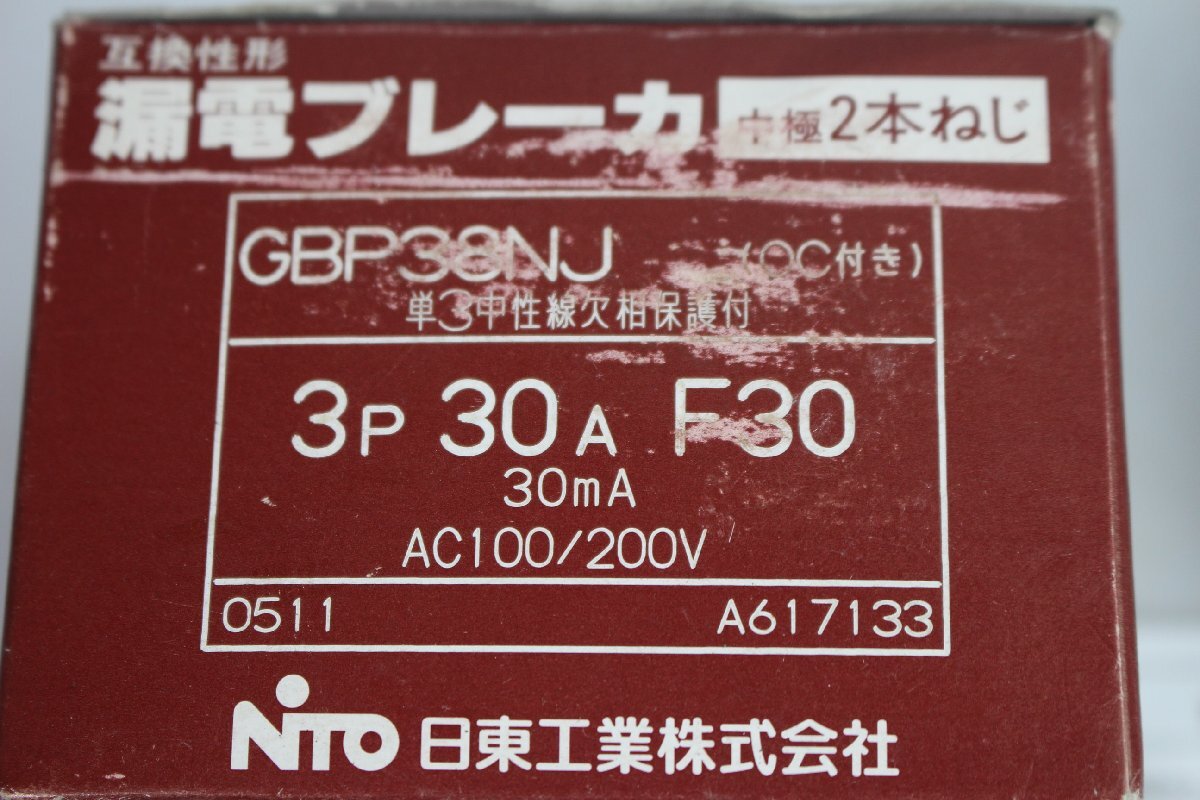 互換性形
漏電ブレーカ 中極2本ねじ
GBP38NJ (OC付き)
単3中性線欠相保護付
3P 30A F30
30mA
AC100/200V
0511 A617133
NiTO 日東工業株式会社